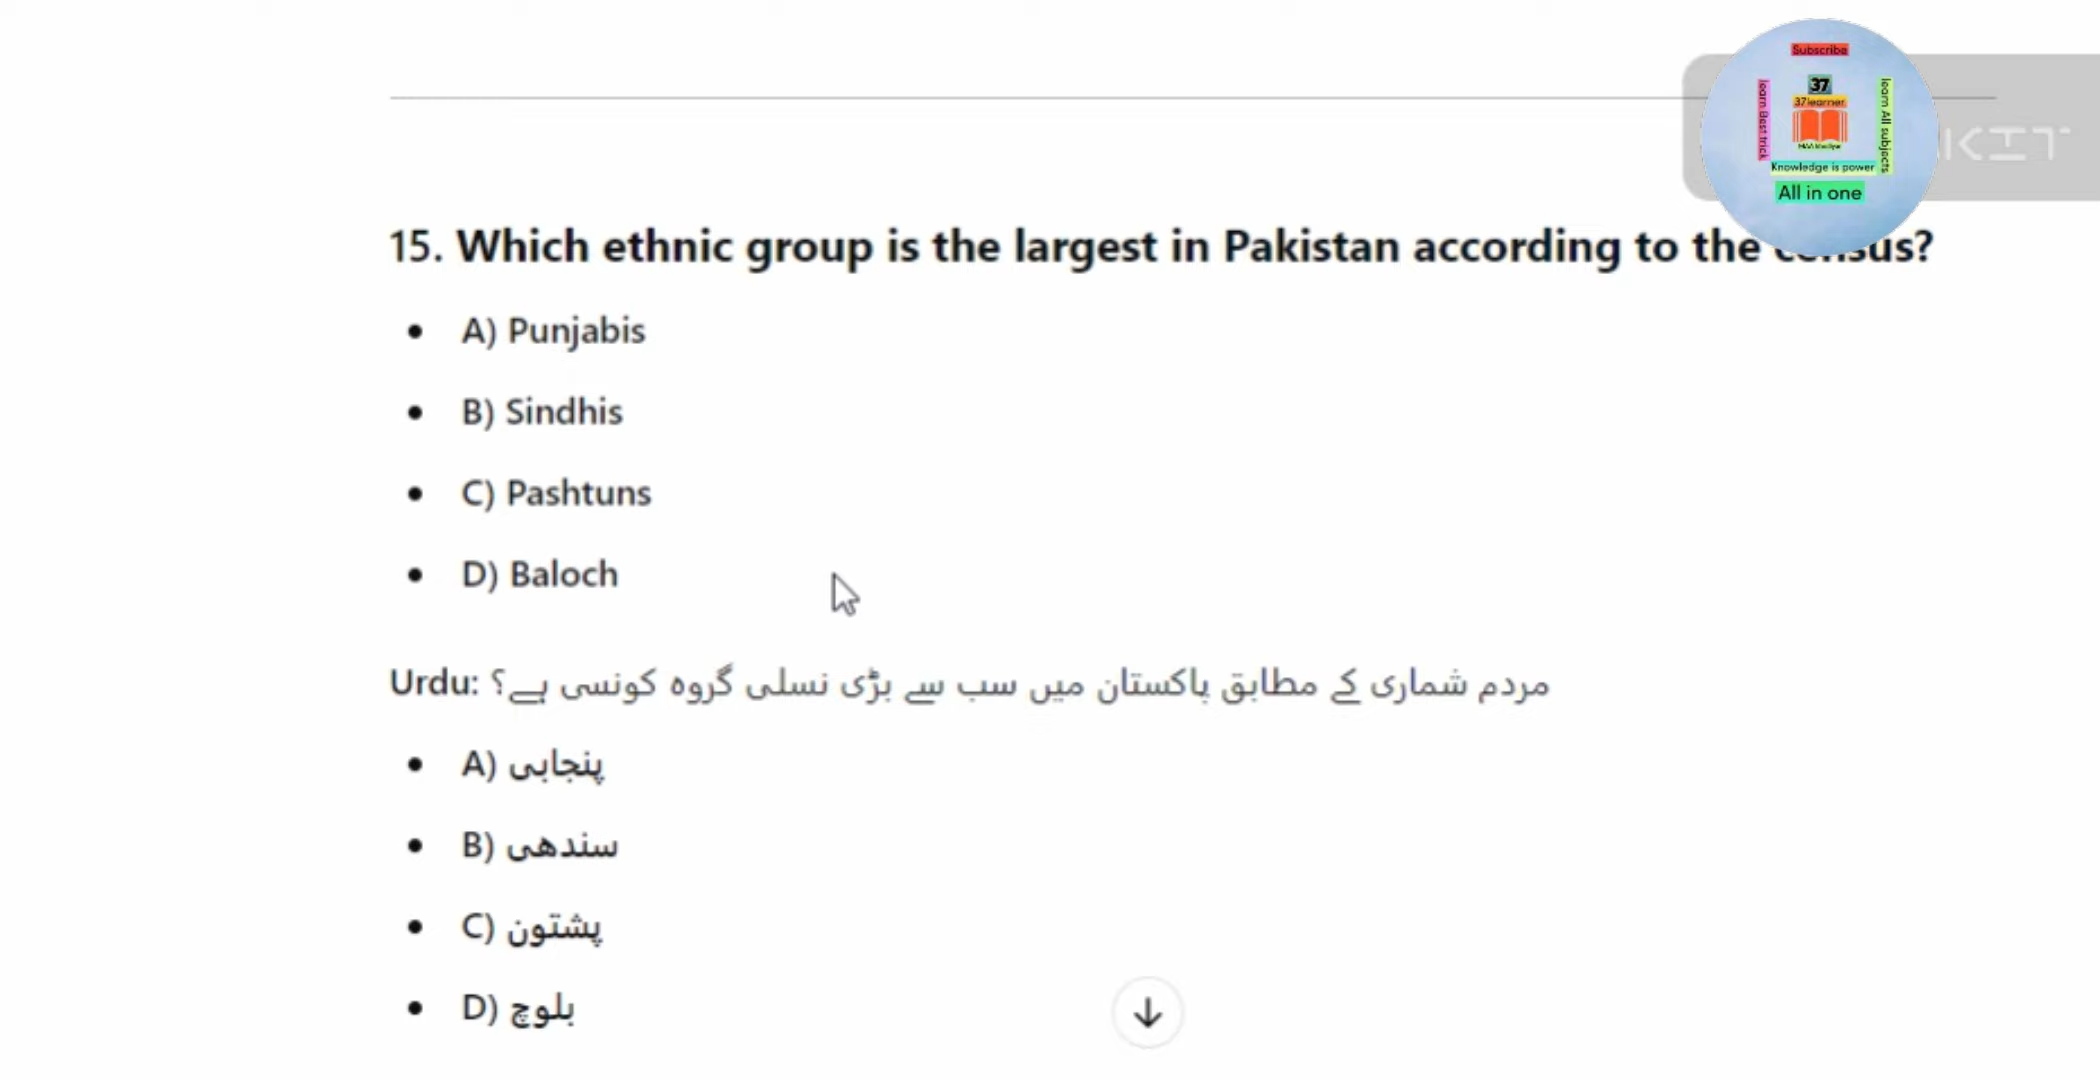 Subscribe
37
37learner
learn Best trick
learn All subjects
Knowledge is power
All in one
KIT
15. Which ethnic group is the largest in Pakistan according to the census?
• A) Punjabis
• B) Sindhis
• C) Pashtuns
• D) Baloch
Urdu: مردم شماری کے مطابق پاکستان میں سب سے بڑی نسلی گروہ کونسی ہے؟
• A) پنجابی
• B) سندھی
• C) پشتون
• D) بلوچ